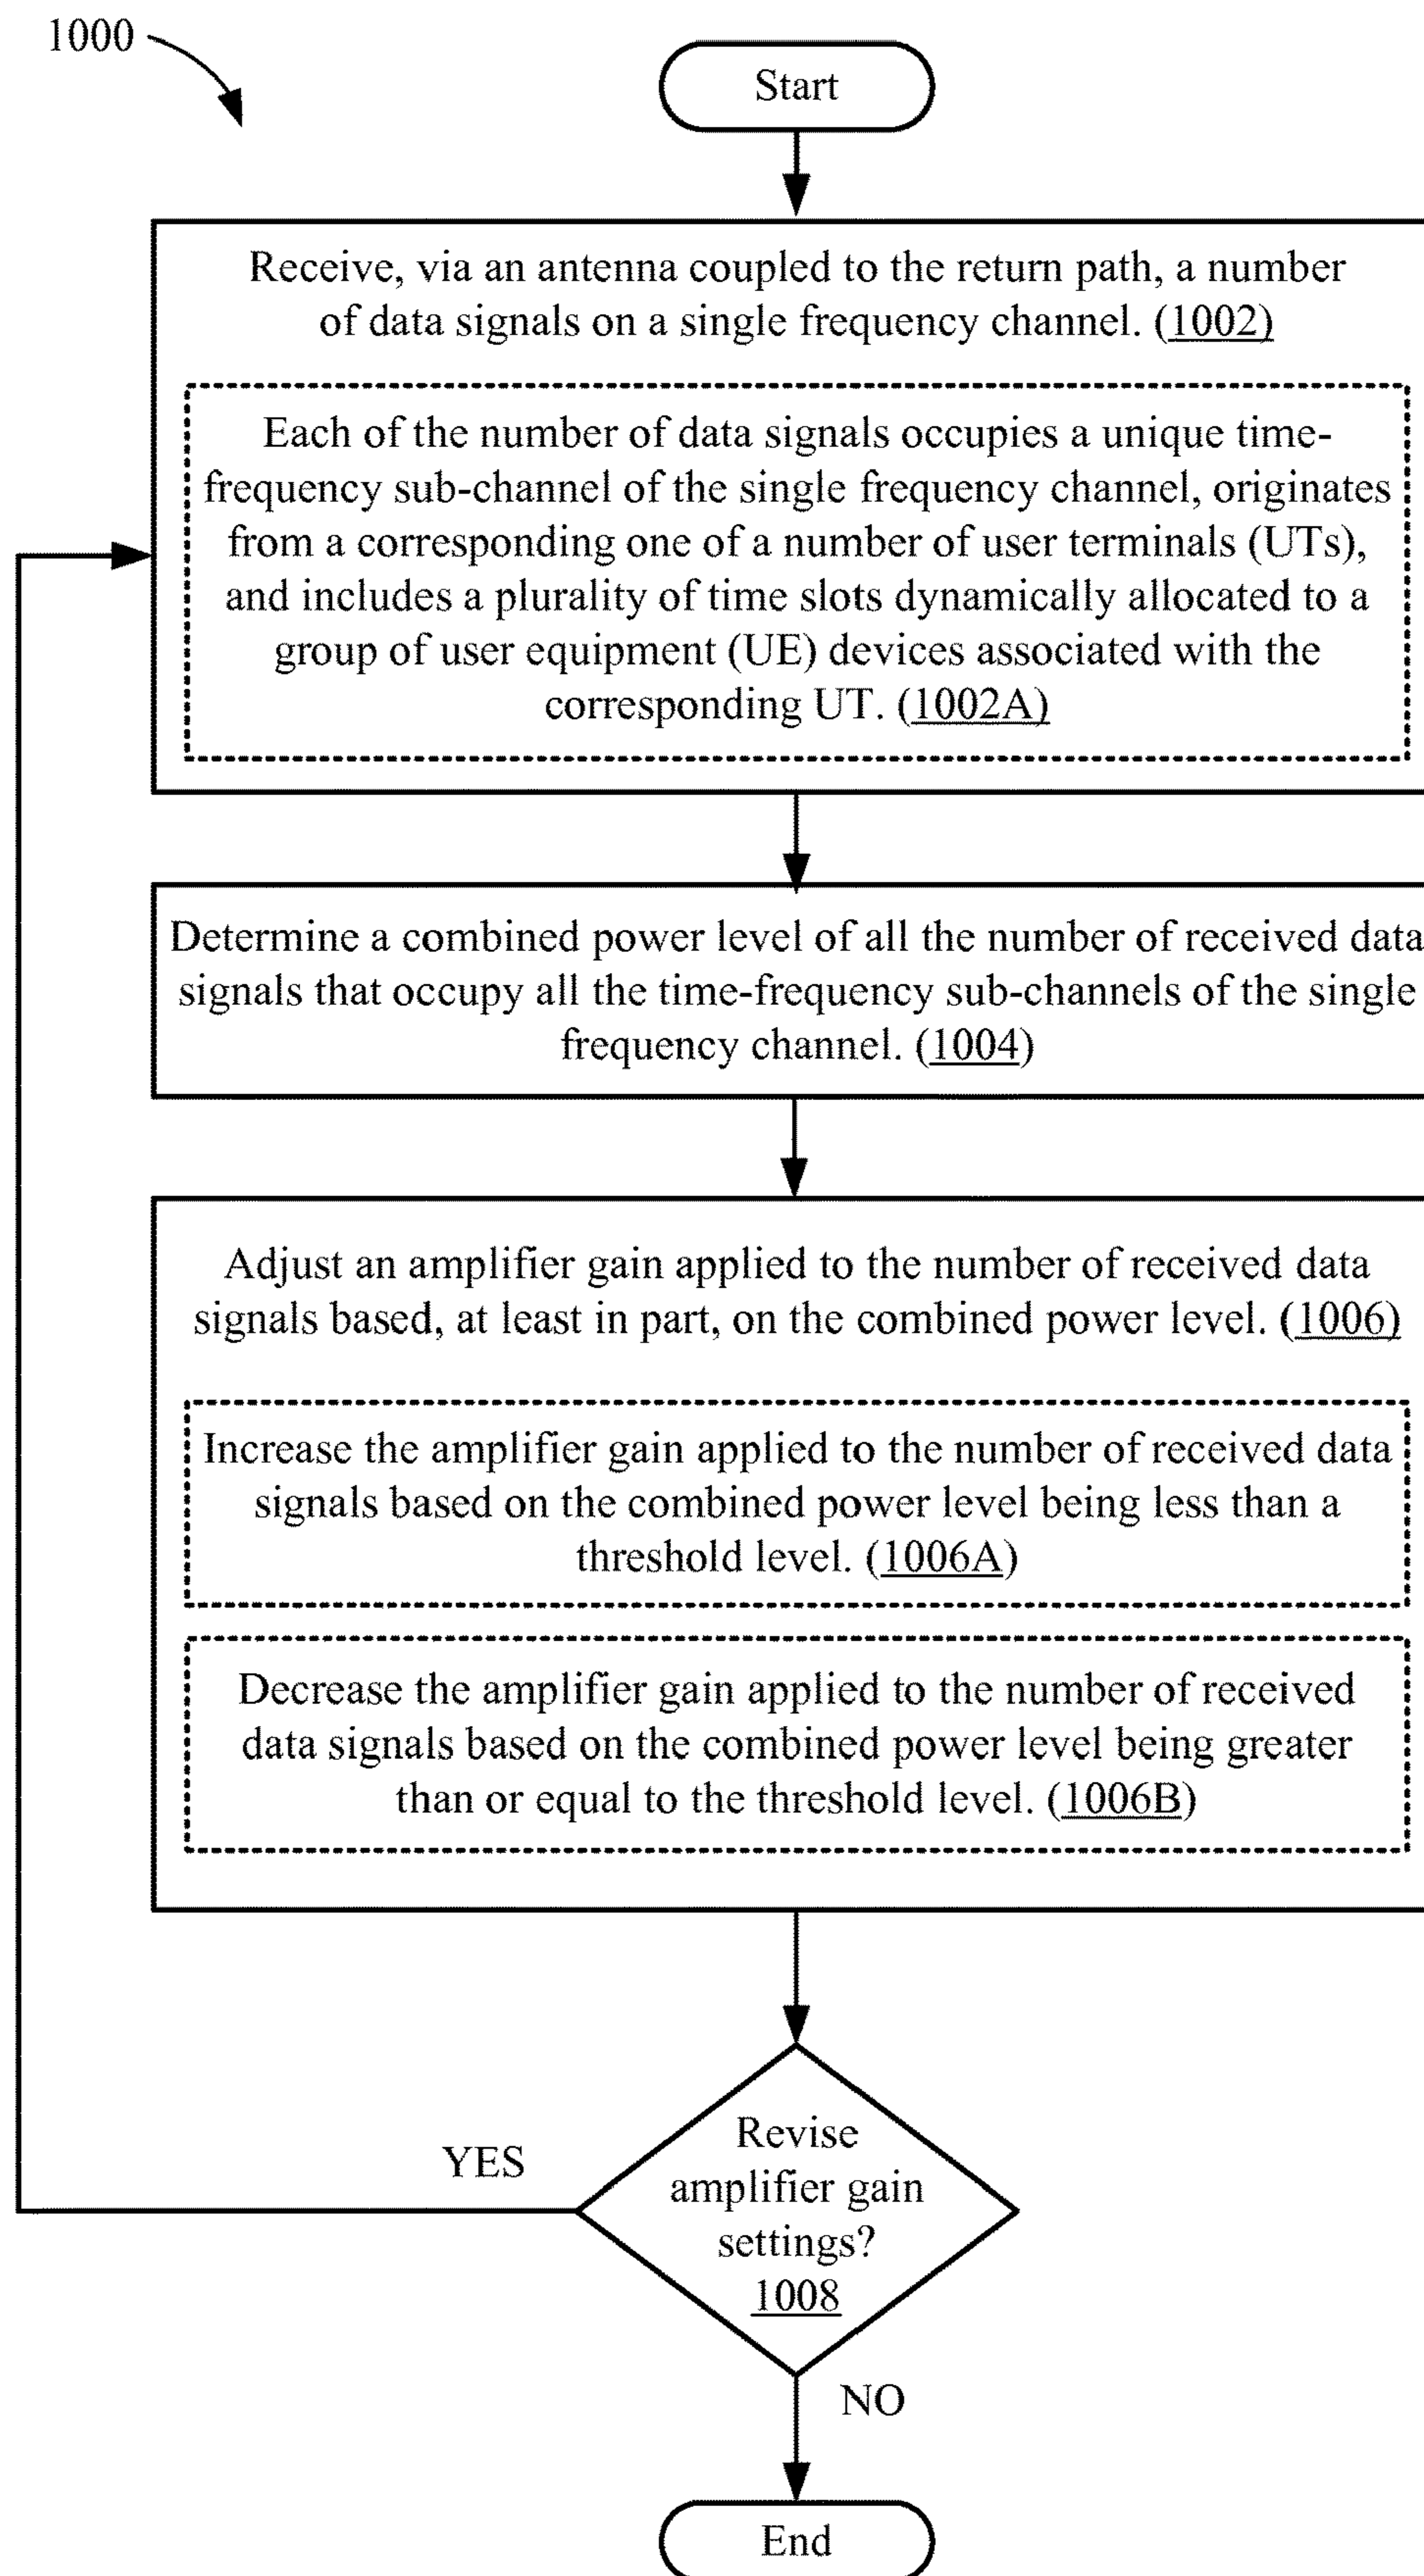 1000
Start
Receive, via an antenna coupled to the return path, a number
of data signals on a single frequency channel. (1002)
Each of the number of data signals occupies a unique time-
frequency sub-channel of the single frequency channel, originates
from a corresponding one of a number of user terminals (UTs),
and includes a plurality of time slots dynamically allocated to a
group of user equipment (UE) devices associated with the
corresponding UT. (1002A)
Determine a combined power level of all the number of received data
signals that occupy all the time-frequency sub-channels of the single
frequency channel. (1004)
Adjust an amplifier gain applied to the number of received data
signals based, at least in part, on the combined power level. (1006)
Increase the amplifier gain applied to the number of received data
signals based on the combined power level being less than a
threshold level. (1006A)
Decrease the amplifier gain applied to the number of received
data signals based on the combined power level being greater
than or equal to the threshold level. (1006B)
YES
Revise
amplifier gain
settings?
1008
NO
End